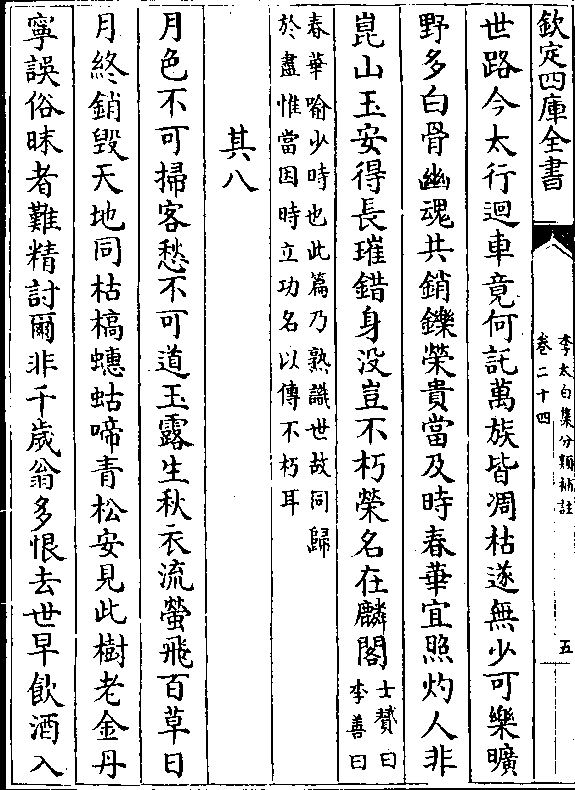 欽定四庫全書
李太白集分類補註
卷二十四
五
世路今太行迴車竟何託萬族皆凋枯遂無少可樂曠
野多白骨幽魂共銷鑠榮貴當及時春華宜照灼人非
崑山玉安得長璀錯身没豈不朽榮名在麟閣
士贇曰
李善曰
春華喻少時也此篇乃熟識世故同歸
於盡惟當因時立功名以傳不朽耳
其八
月色不可掃客愁不可道玉露生秋衣流螢飛百草日
月終銷毀天地同枯槁蟪蛄啼青松安見此樹老金丹
寧誤俗昧者難精討爾非千歲翁多恨去世早飲酒入